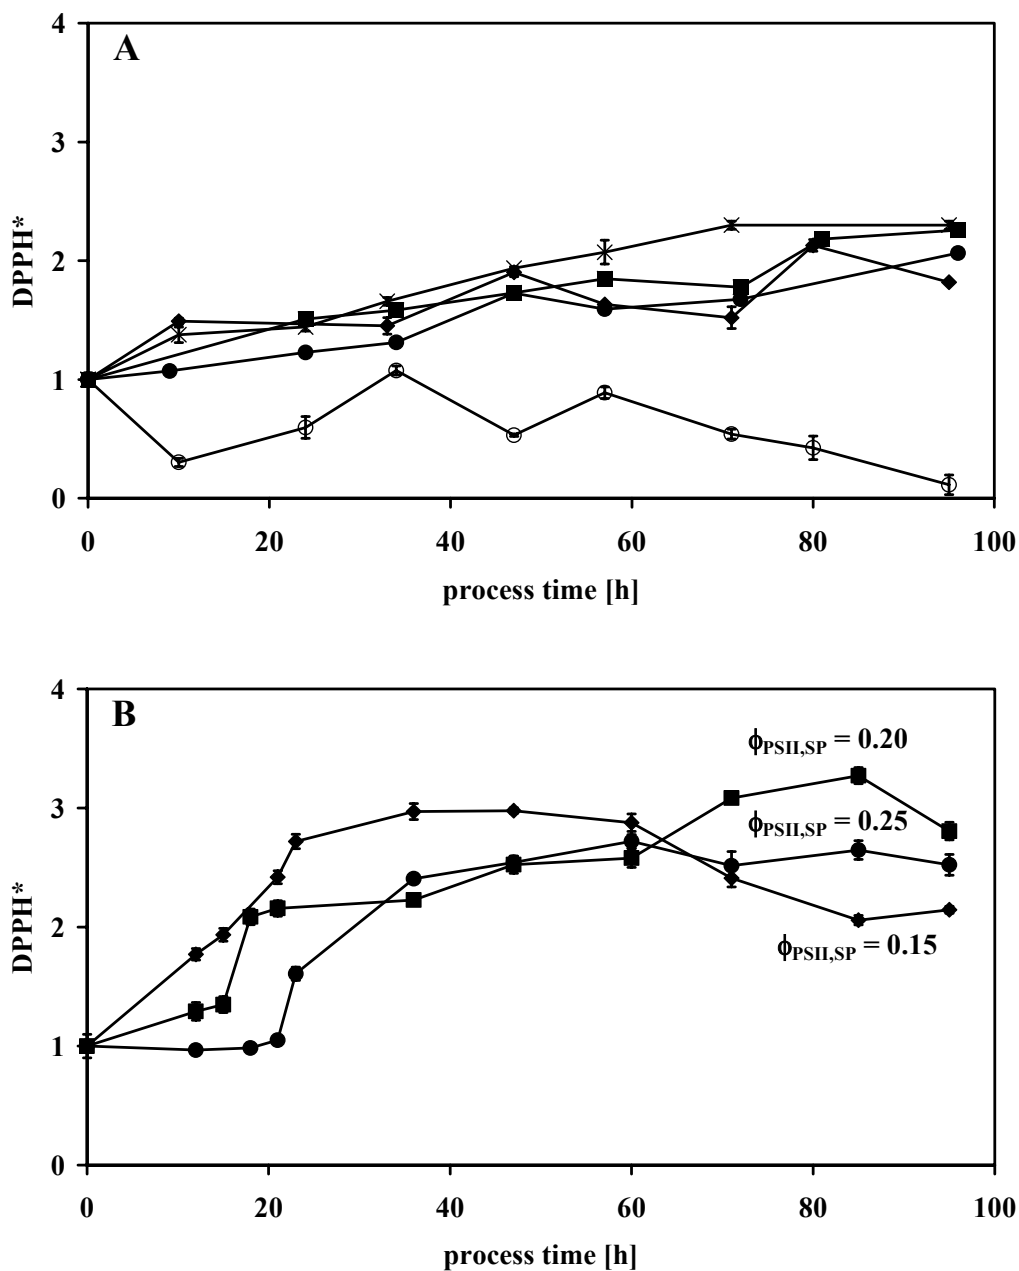 4
A
3
DPPH*
2
1
0
0 20 40 60 80 100
process time [h]
4
B
ϕPSII,SP = 0.20
3
ϕPSII,SP = 0.25
DPPH*
2
ϕPSII,SP = 0.15
1
0
0 20 40 60 80 100
process time [h]